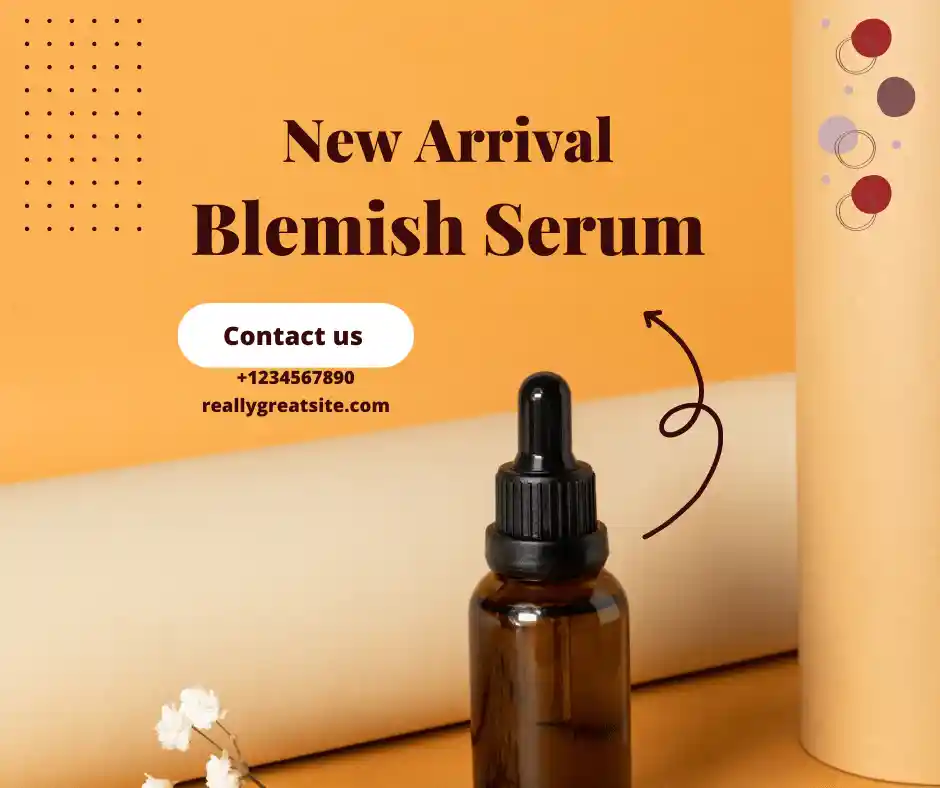 New Arrival
Blemish Serum
Contact us
+1234567890
reallygreatsite.com